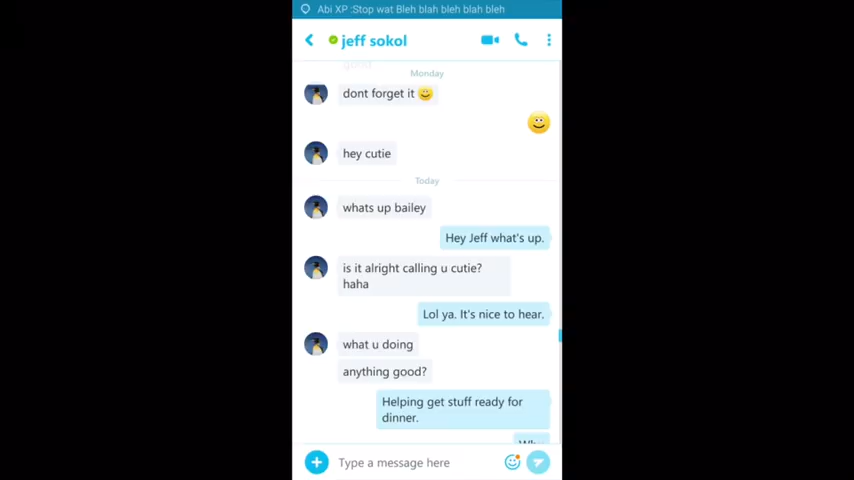 Abi XP :Stop wat Bleh blah bleh blah bleh
jeff sokol
good
Monday
dont forget it
hey cutie
Today
whats up bailey
Hey Jeff what's up.
is it alright calling u cutie?
haha
Lol ya. It's nice to hear.
what u doing
anything good?
Helping get stuff ready for
dinner.
Type a message here